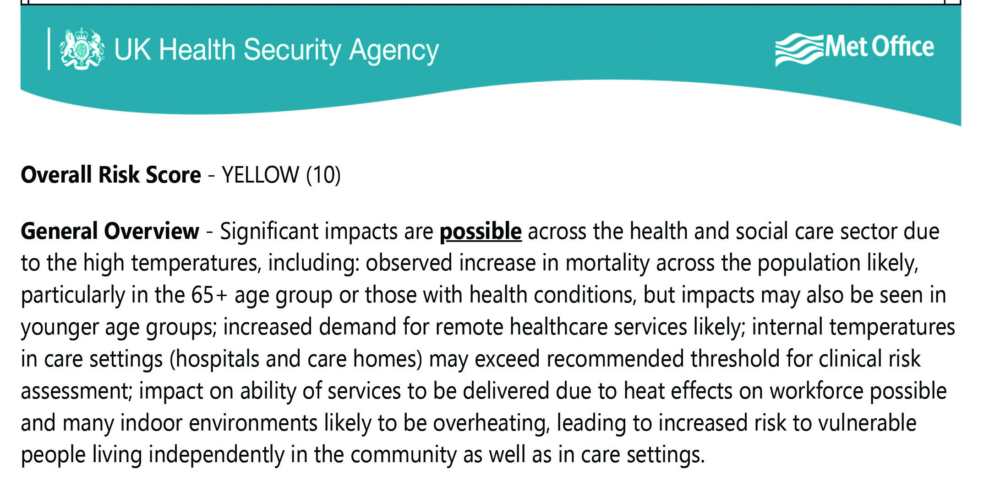 UK Health Security Agency
Met Office
Overall Risk Score - YELLOW (10)
General Overview - Significant impacts are possible across the health and social care sector due
to the high temperatures, including: observed increase in mortality across the population likely,
particularly in the 65+ age group or those with health conditions, but impacts may also be seen in
younger age groups; increased demand for remote healthcare services likely; internal temperatures
in care settings (hospitals and care homes) may exceed recommended threshold for clinical risk
assessment; impact on ability of services to be delivered due to heat effects on workforce possible
and many indoor environments likely to be overheating, leading to increased risk to vulnerable
people living independently in the community as well as in care settings.